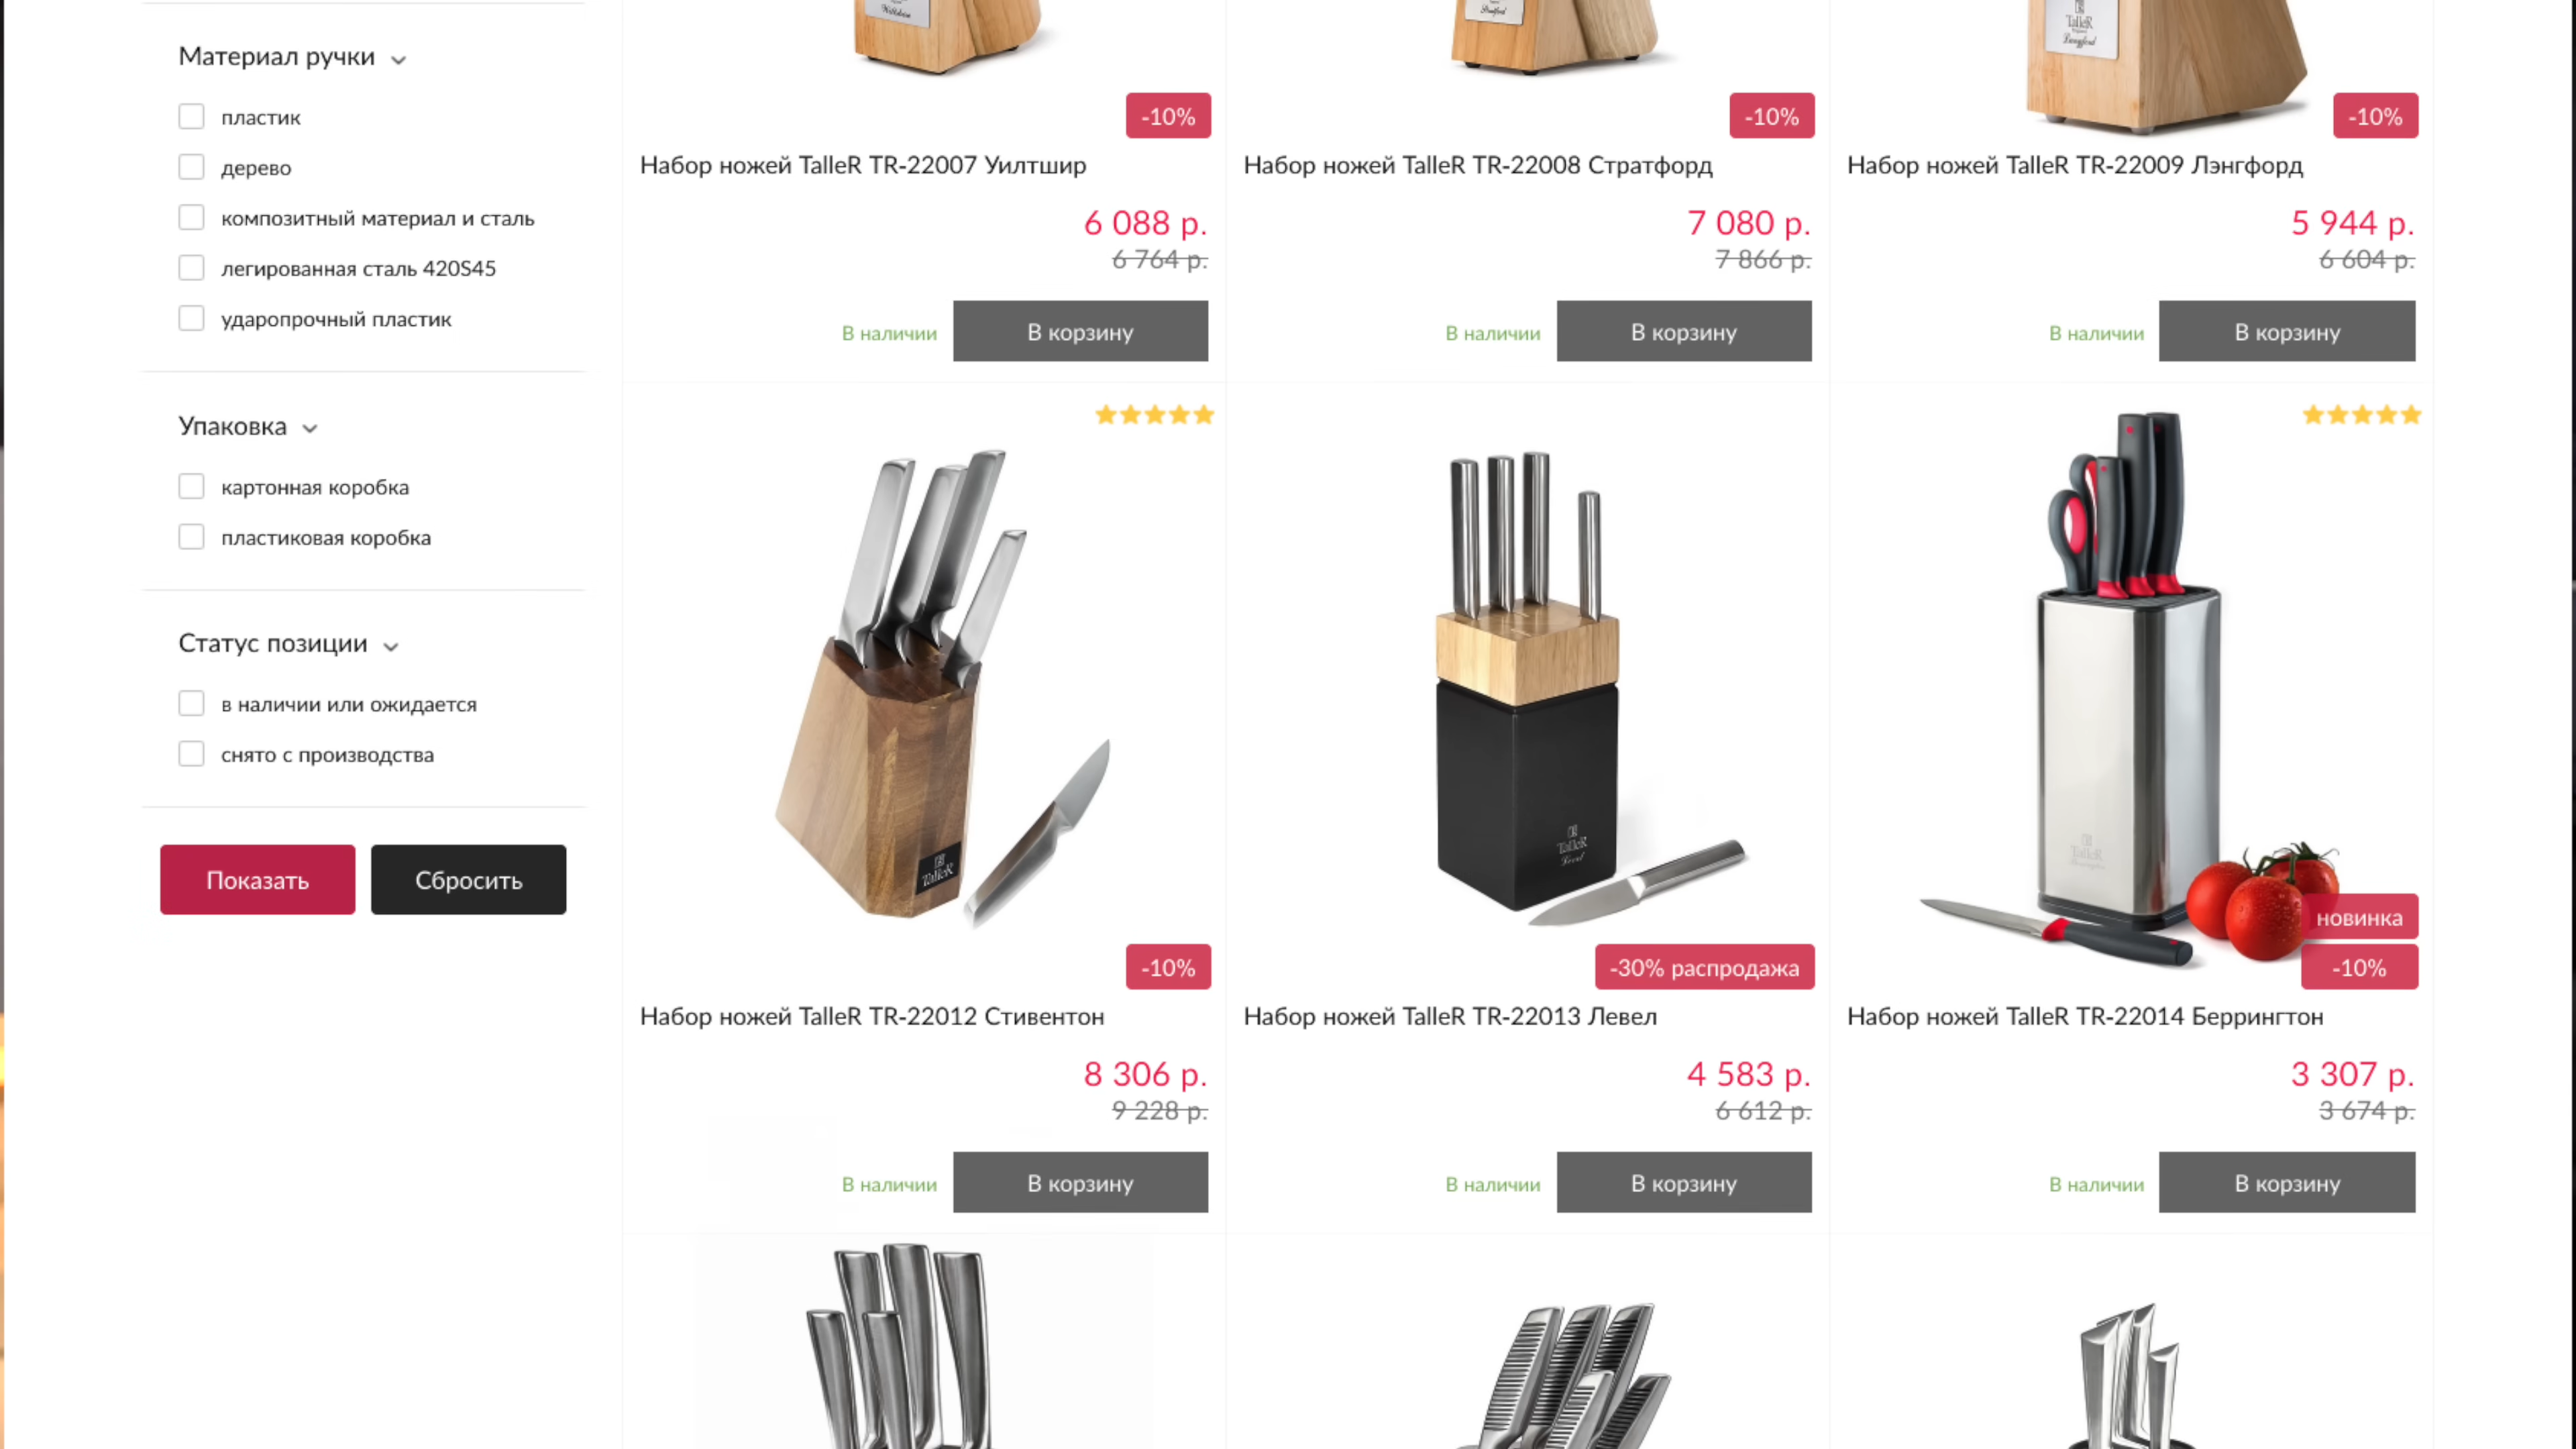 Материал ручки
пластик
дерево
композитный материал и сталь
легированная сталь 420S45
ударопрочный пластик
Упаковка
картонная коробка
пластиковая коробка
Статус позиции
в наличии или ожидается
снято с производства
Показать
Сбросить
-10%
Набор ножей TalleR TR-22007 Уилтшир
6 088 р.
6 764 р.
В наличии
В корзину
-10%
Набор ножей TalleR TR-22008 Стратфорд
7 080 р.
7 866 р.
В наличии
В корзину
TalleR
-10%
Набор ножей TalleR TR-22009 Лэнгфорд
5 944 р.
6 604 р.
В наличии
В корзину
TalleR
-10%
Набор ножей TalleR TR-22012 Стивентон
8 306 р.
9 228 р.
В наличии
В корзину
TalleR
Level
-30% распродажа
Набор ножей TalleR TR-22013 Левел
4 583 р.
6 612 р.
В наличии
В корзину
TalleR
новинка
-10%
Набор ножей TalleR TR-22014 Беррингтон
3 307 р.
3 674 р.
В наличии
В корзину